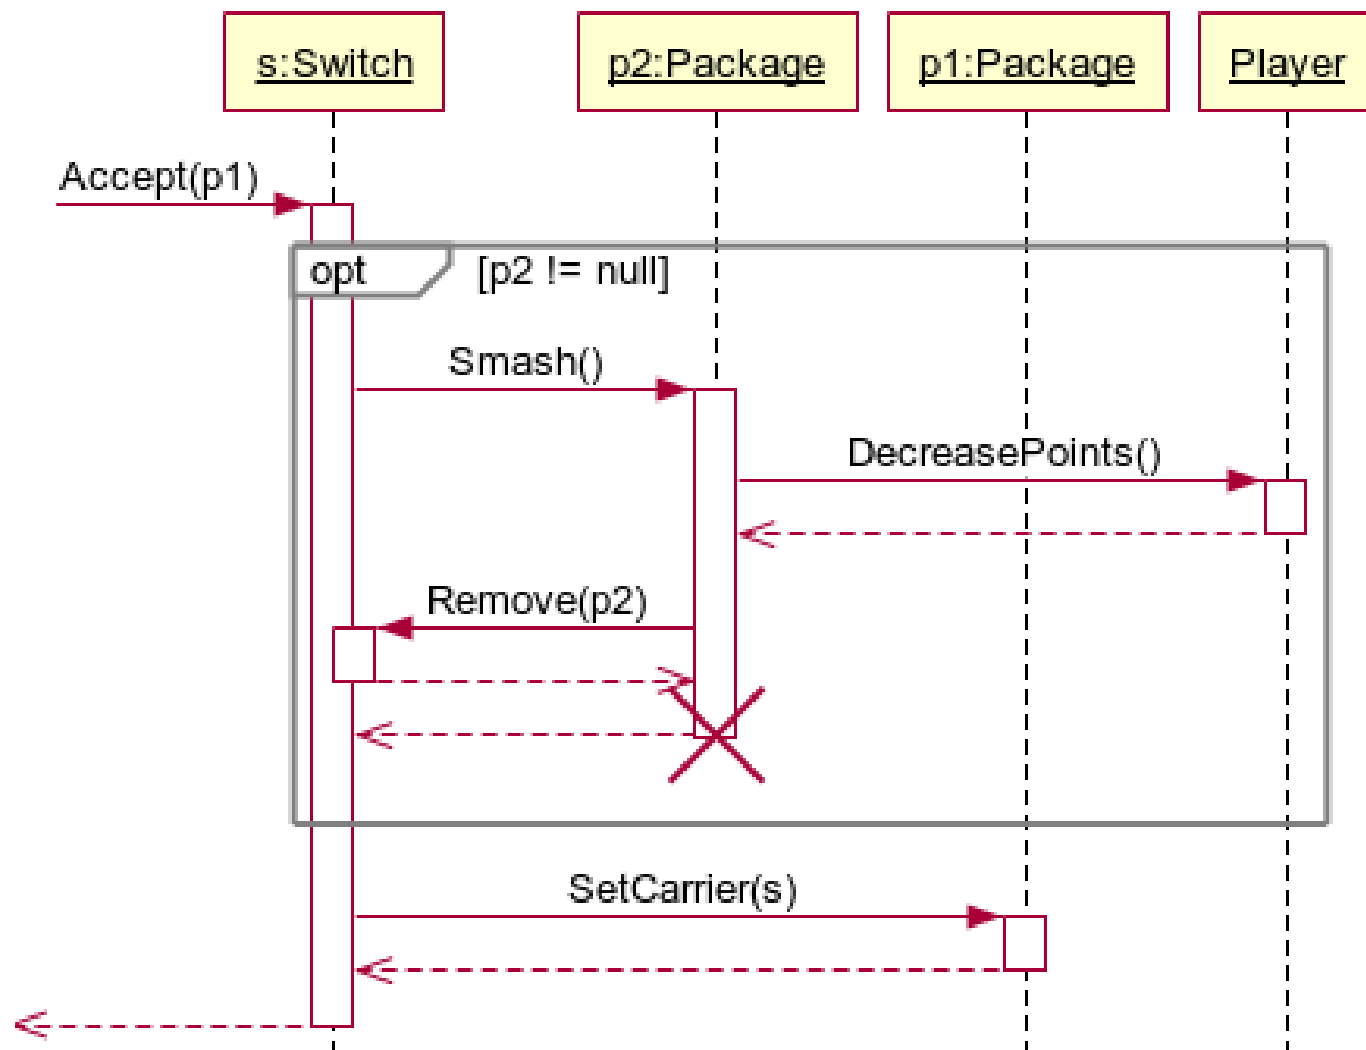 s:Switch
p2:Package
p1:Package
Player
Accept(p1)
opt
[p2 != null]
Smash()
DecreasePoints()
Remove(p2)
SetCarrier(s)